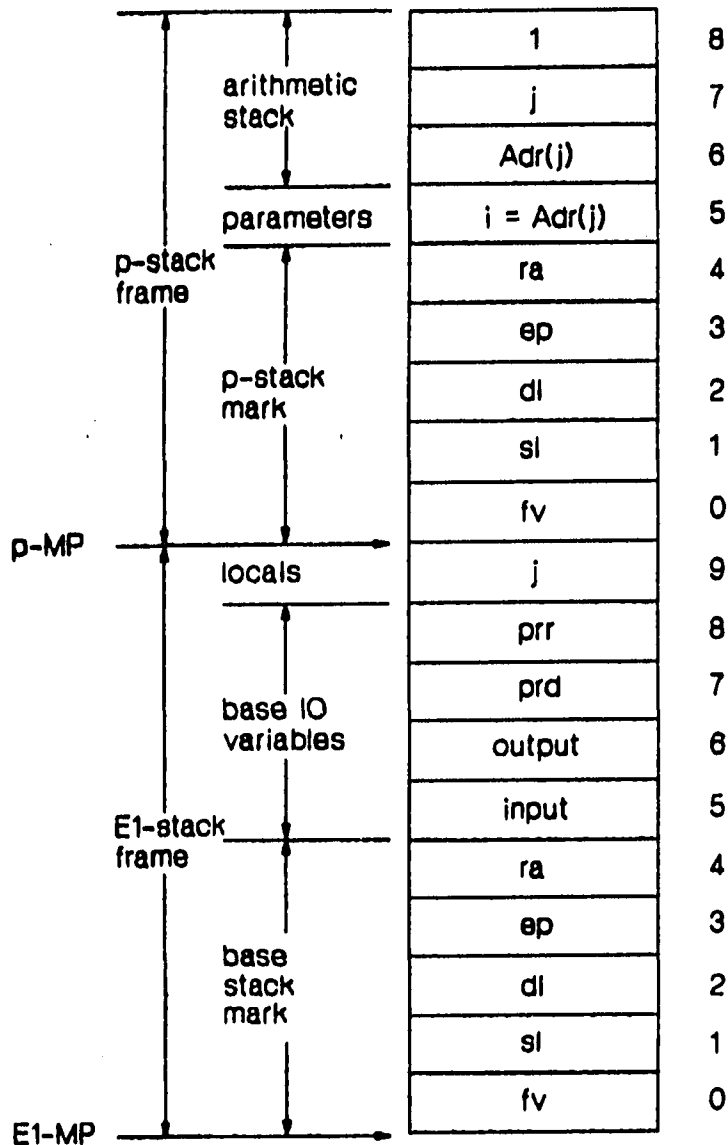 1 8
arithmetic
stack
j 7
Adr(j) 6
parameters
i = Adr(j) 5
p-stack
frame
ra 4
ep 3
p-stack
mark
dl 2
sl 1
fv 0
p-MP
locals
j 9
prr 8
prd 7
base IO
variables
output 6
input 5
E1-stack
frame
ra 4
ep 3
base
stack
mark
dl 2
sl 1
fv 0
E1-MP